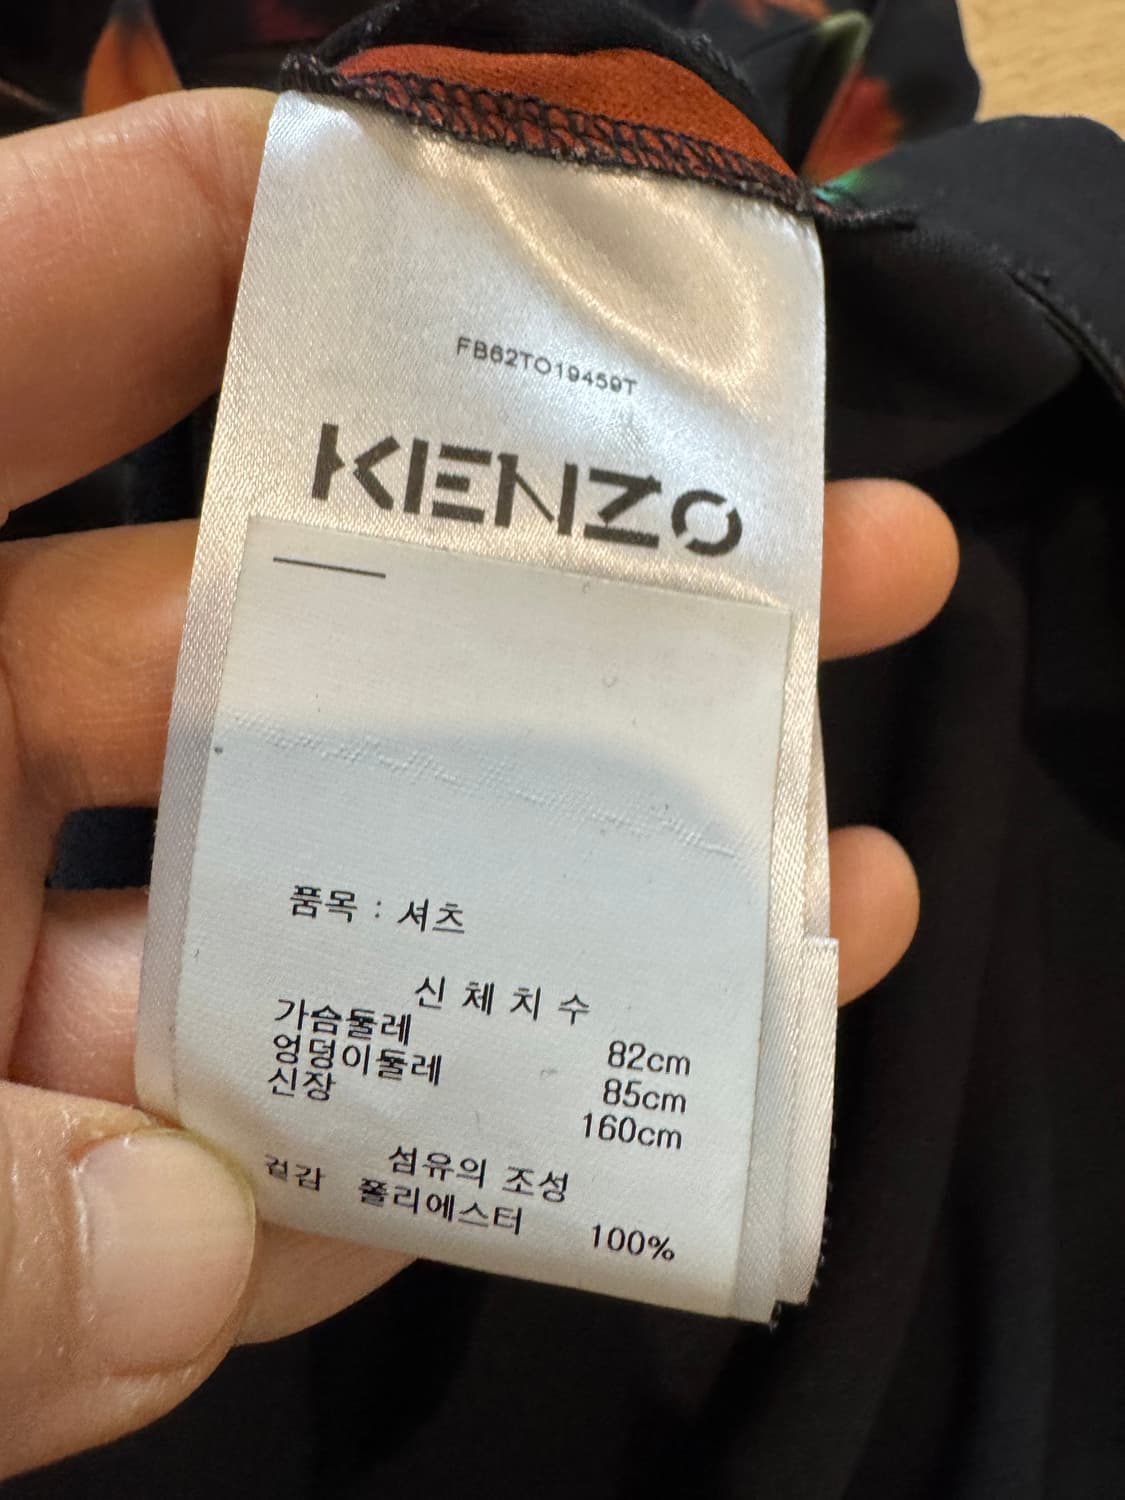 FB62TO19459T
KENZO
품목 : 셔츠
신 체 치 수
가슴둘레 82cm
엉덩이둘레 85cm
신장 160cm
섬유의 조성
겉감 폴리에스터 100%